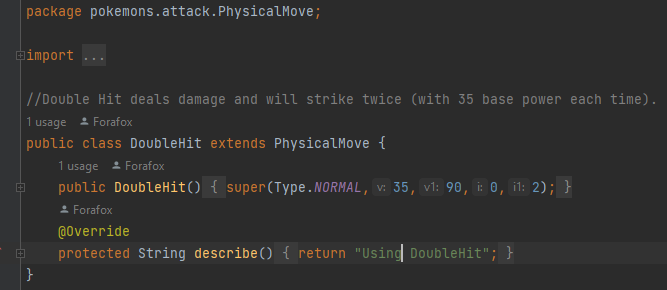 package pokemons.attack.PhysicalMove;
import ...
//Double Hit deals damage and will strike twice (with 35 base power each time).
1 usage Forafox
public class DoubleHit extends PhysicalMove {
1 usage Forafox
public DoubleHit() { super(Type.NORMAL, v: 35, v1: 90, i: 0, i1: 2); }
Forafox
@Override
protected String describe() { return "Using DoubleHit"; }
}